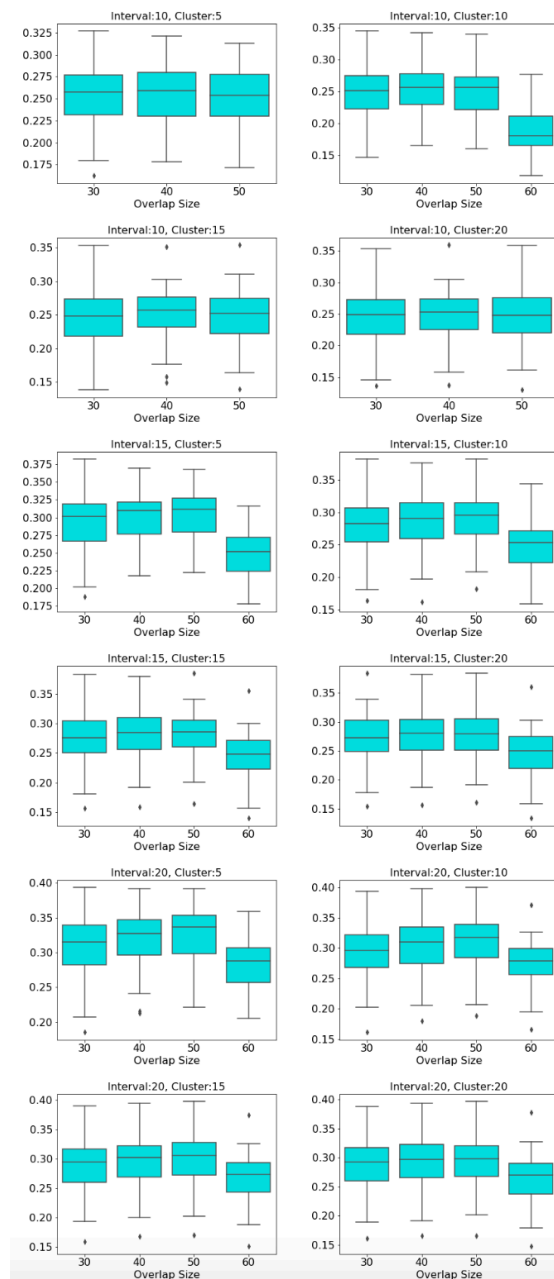 Interval:10, Cluster:5
0.325
0.300
0.275
0.250
0.225
0.200
0.175
30 40 50
Overlap Size
Interval:10, Cluster:10
0.35
0.30
0.25
0.20
0.15
30 40 50 60
Overlap Size
Interval:10, Cluster:15
0.35
0.30
0.25
0.20
0.15
30 40 50
Overlap Size
Interval:10, Cluster:20
0.35
0.30
0.25
0.20
0.15
30 40 50
Overlap Size
Interval:15, Cluster:5
0.375
0.350
0.325
0.300
0.275
0.250
0.225
0.200
0.175
30 40 50 60
Overlap Size
Interval:15, Cluster:10
0.35
0.30
0.25
0.20
0.15
30 40 50 60
Overlap Size
Interval:15, Cluster:15
0.35
0.30
0.25
0.20
0.15
30 40 50 60
Overlap Size
Interval:15, Cluster:20
0.35
0.30
0.25
0.20
0.15
30 40 50 60
Overlap Size
Interval:20, Cluster:5
0.40
0.35
0.30
0.25
0.20
30 40 50 60
Overlap Size
Interval:20, Cluster:10
0.40
0.35
0.30
0.25
0.20
0.15
30 40 50 60
Overlap Size
Interval:20, Cluster:15
0.40
0.35
0.30
0.25
0.20
0.15
30 40 50 60
Overlap Size
Interval:20, Cluster:20
0.40
0.35
0.30
0.25
0.20
0.15
30 40 50 60
Overlap Size